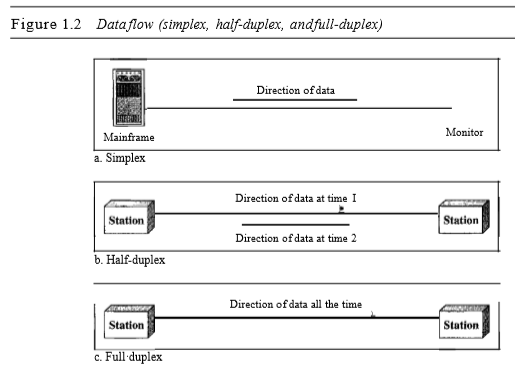 Figure 1.2 Dataflow (simplex, half-duplex, andfull-duplex)
Direction of data
Mainframe
Monitor
a. Simplex
Direction of data at time I
Station
Station
Direction of data at time 2
b. Half-duplex
Direction of data all the time
Station
Station
c. Full·duplex